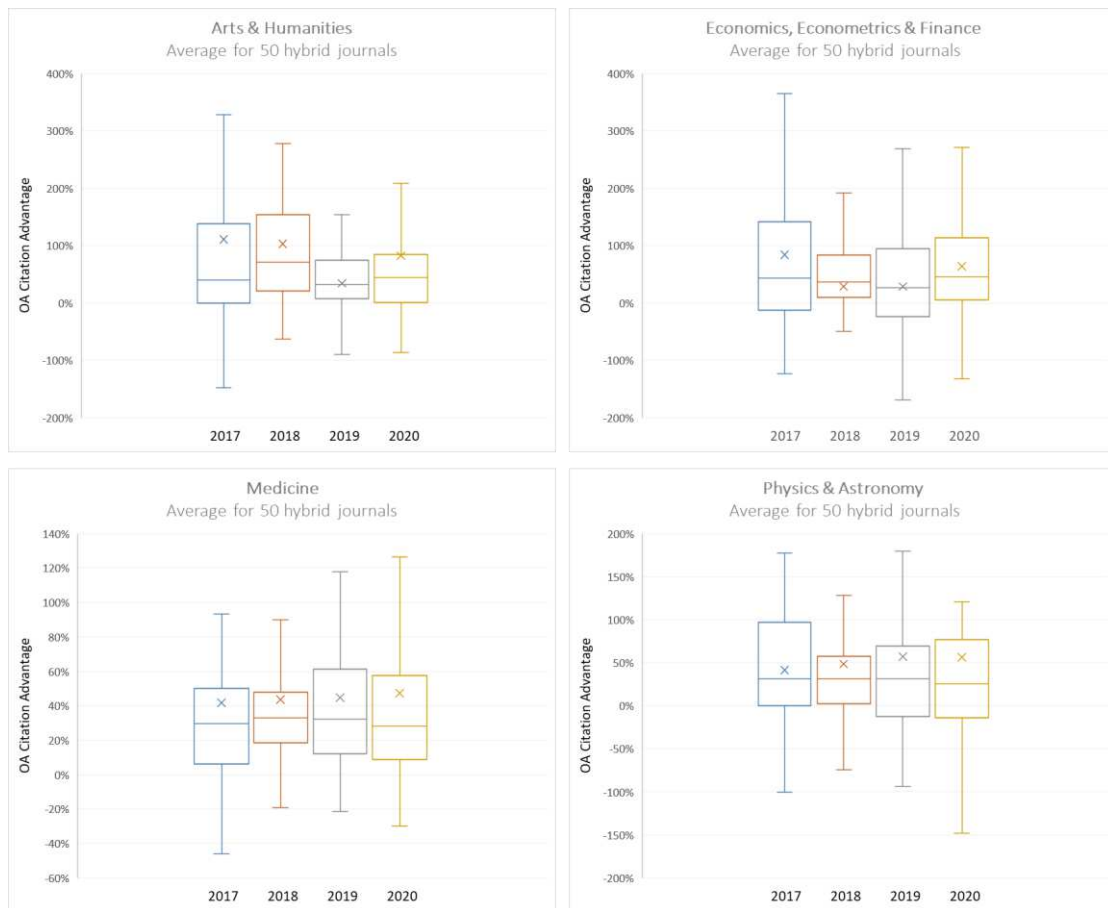 Arts & Humanities
Average for 50 hybrid journals
OA Citation Advantage
400%
300%
200%
100%
0%
-100%
-200%
2017 2018 2019 2020
Economics, Econometrics & Finance
Average for 50 hybrid journals
OA Citation Advantage
400%
300%
200%
100%
0%
-100%
-200%
2017 2018 2019 2020
Medicine
Average for 50 hybrid journals
OA Citation Advantage
140%
120%
100%
80%
60%
40%
20%
0%
-20%
-40%
-60%
2017 2018 2019 2020
Physics & Astronomy
Average for 50 hybrid journals
OA Citation Advantage
200%
150%
100%
50%
0%
-50%
-100%
-150%
-200%
2017 2018 2019 2020